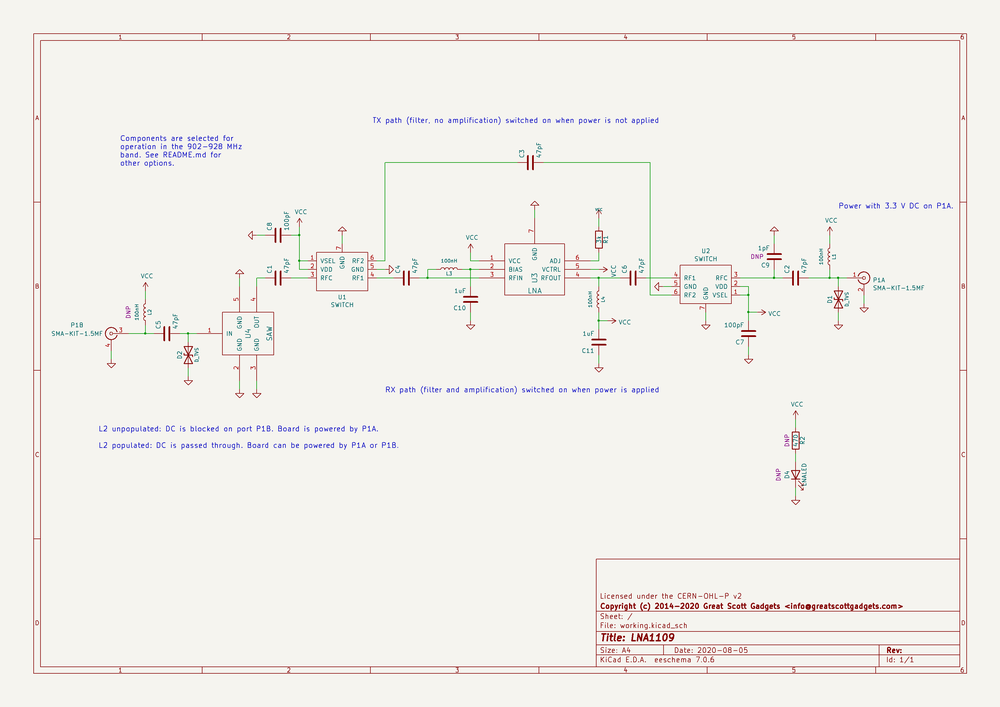 1 2 3 4 5 6
A A
TX path (filter, no amplification) switched on when power is not applied
Components are selected for
operation in the 902-928 MHz
band. See README.md for
other options.
C3 47pF
Power with 3.3 V DC on P1A.
C8 100pF VCC
VCC
VCC
1 VSEL RF2 6
2 VDD GND 5
3 RFC RF1 4
GND 7
U1
SWITCH
C1 47pF
C4 47pF
L3 100nH
1uF
C10
7 GND
1 VCC ADJ 6
2 BIAS VCTRL 5
3 RFIN RFOUT 4
U3
LNA
R1
VCC
C6 47pF
L4 100nH
VCC
1uF
C11
U2
SWITCH
4 RF1 RFC 3
5 GND VDD 2
6 RF2 VSEL 1
GND 7
VCC
100pF
C7
1pF
DNP C9
C2 47pF
L1 100nH
D1
D_TVS
1 P1A
SMA-KIT-1.5MF
2
B B
VCC
DNP L2 100nH
P1B
SMA-KIT-1.5MF 3
4
C5 47pF
D2
D_TVS
1 IN
5 GND
4 OUT
U4
SAW
GND 2
GND 3
RX path (filter and amplification) switched on when power is applied
L2 unpopulated: DC is blocked on port P1B. Board is powered by P1A.
L2 populated: DC is passed through. Board can be powered by P1A or P1B.
VCC
DNP 470 R2
DNP D4
C C
D D
Licensed under the CERN-OHL-P v2
Copyright (c) 2014-2020 Great Scott Gadgets <info@greatscottgadgets.com>
Sheet: /
File: working.kicad_sch
Title: LNA1109
Size: A4 Date: 2020-08-05 Rev:
KiCad E.D.A. eeschema 7.0.6 Id: 1/1
1 2 3 4 5 6